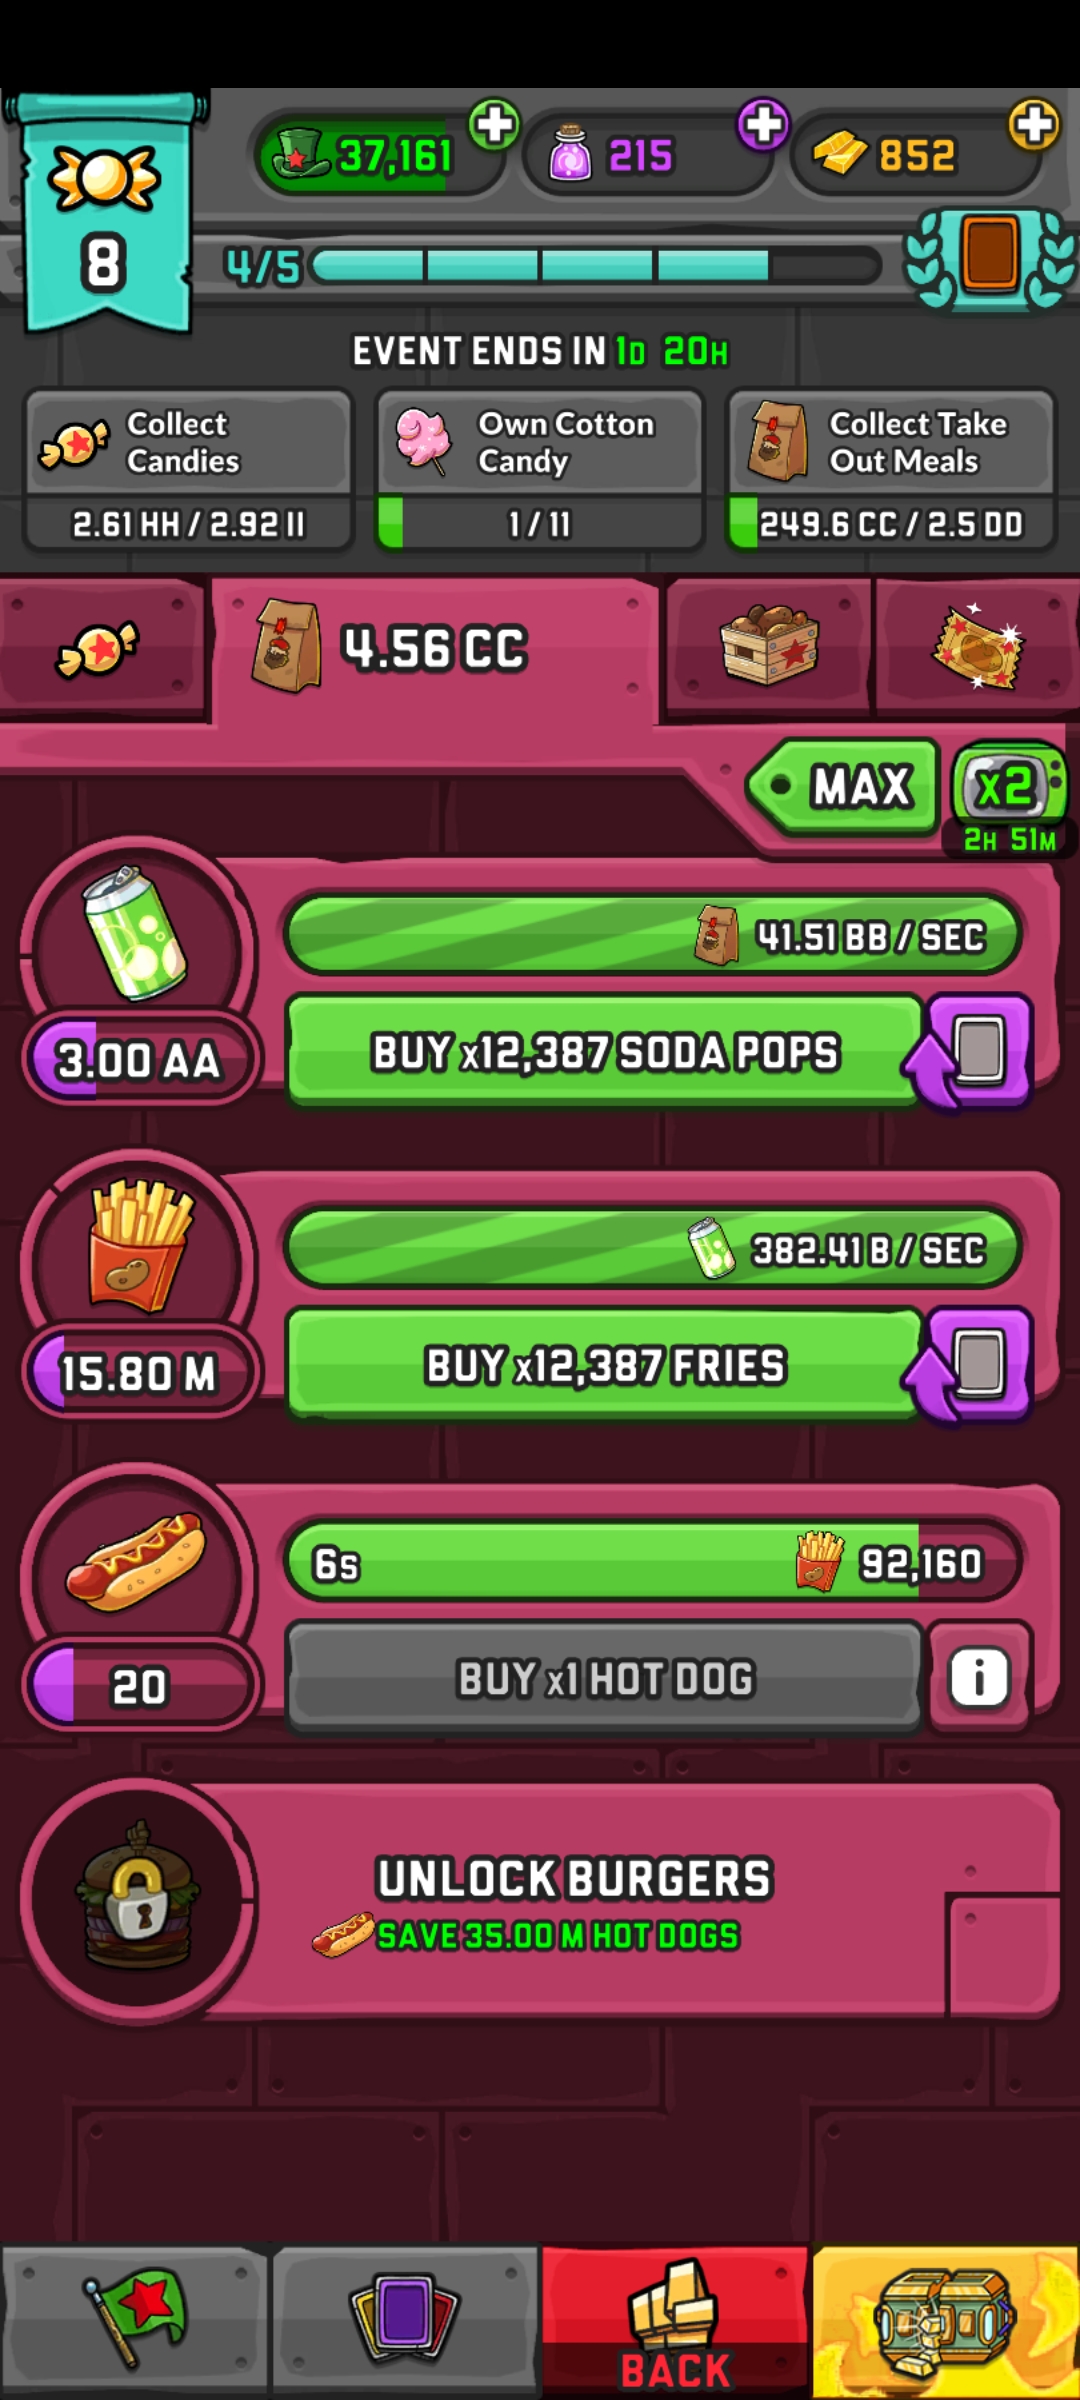 37,161
215
852
8
4/5
EVENT ENDS IN 1D 20H
Collect
Candies
2.61 HH / 2.92 II
Own Cotton
Candy
1 / 11
Collect Take
Out Meals
249.6 CC / 2.5 DD
4.56 CC
MAX
x2
2H 51M
41.51 BB / SEC
3.00 AA
BUY x12,387 SODA POPS
382.41 B / SEC
15.80 M
BUY x12,387 FRIES
6s
92,160
20
BUY x1 HOT DOG
i
UNLOCK BURGERS
SAVE 35.00 M HOT DOGS
BACK